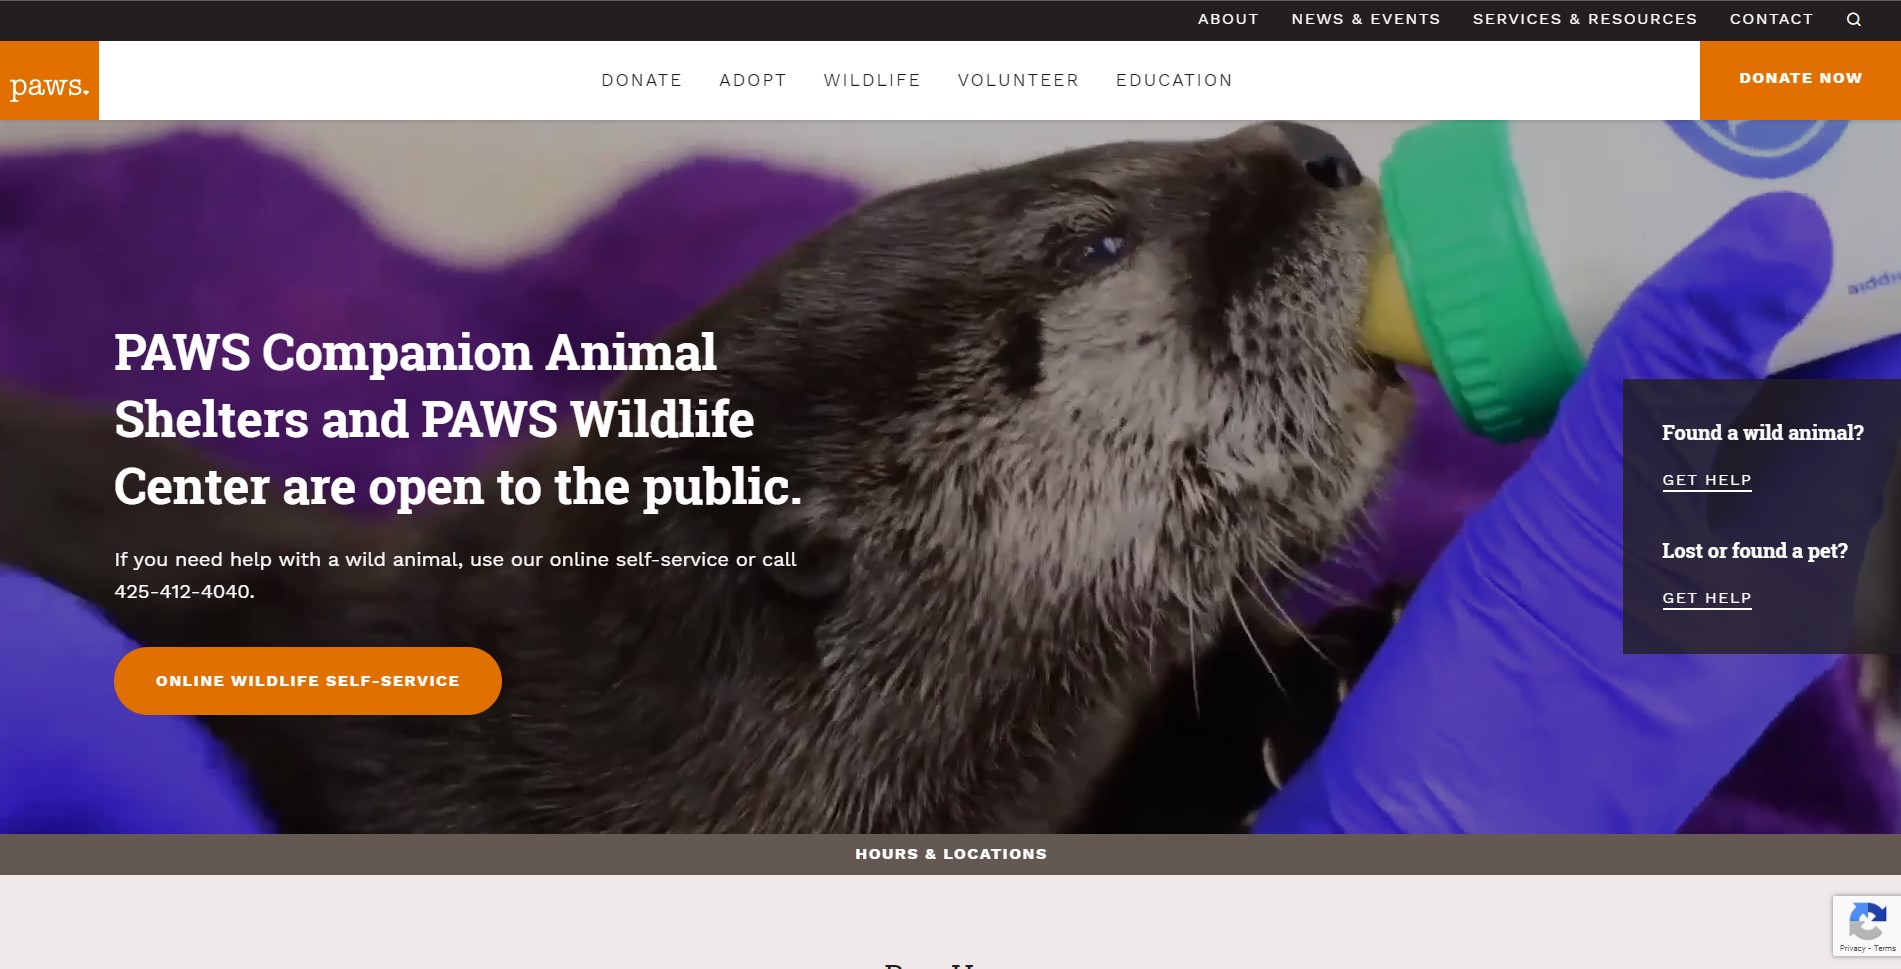 ABOUT NEWS & EVENTS SERVICES & RESOURCES CONTACT
paws.
DONATE ADOPT WILDLIFE VOLUNTEER EDUCATION
DONATE NOW
PAWS Companion Animal
Shelters and PAWS Wildlife
Center are open to the public.
If you need help with a wild animal, use our online self-service or call
425-412-4040.
ONLINE WILDLIFE SELF-SERVICE
Found a wild animal?
GET HELP
Lost or found a pet?
GET HELP
HOURS & LOCATIONS
Privacy - Terms